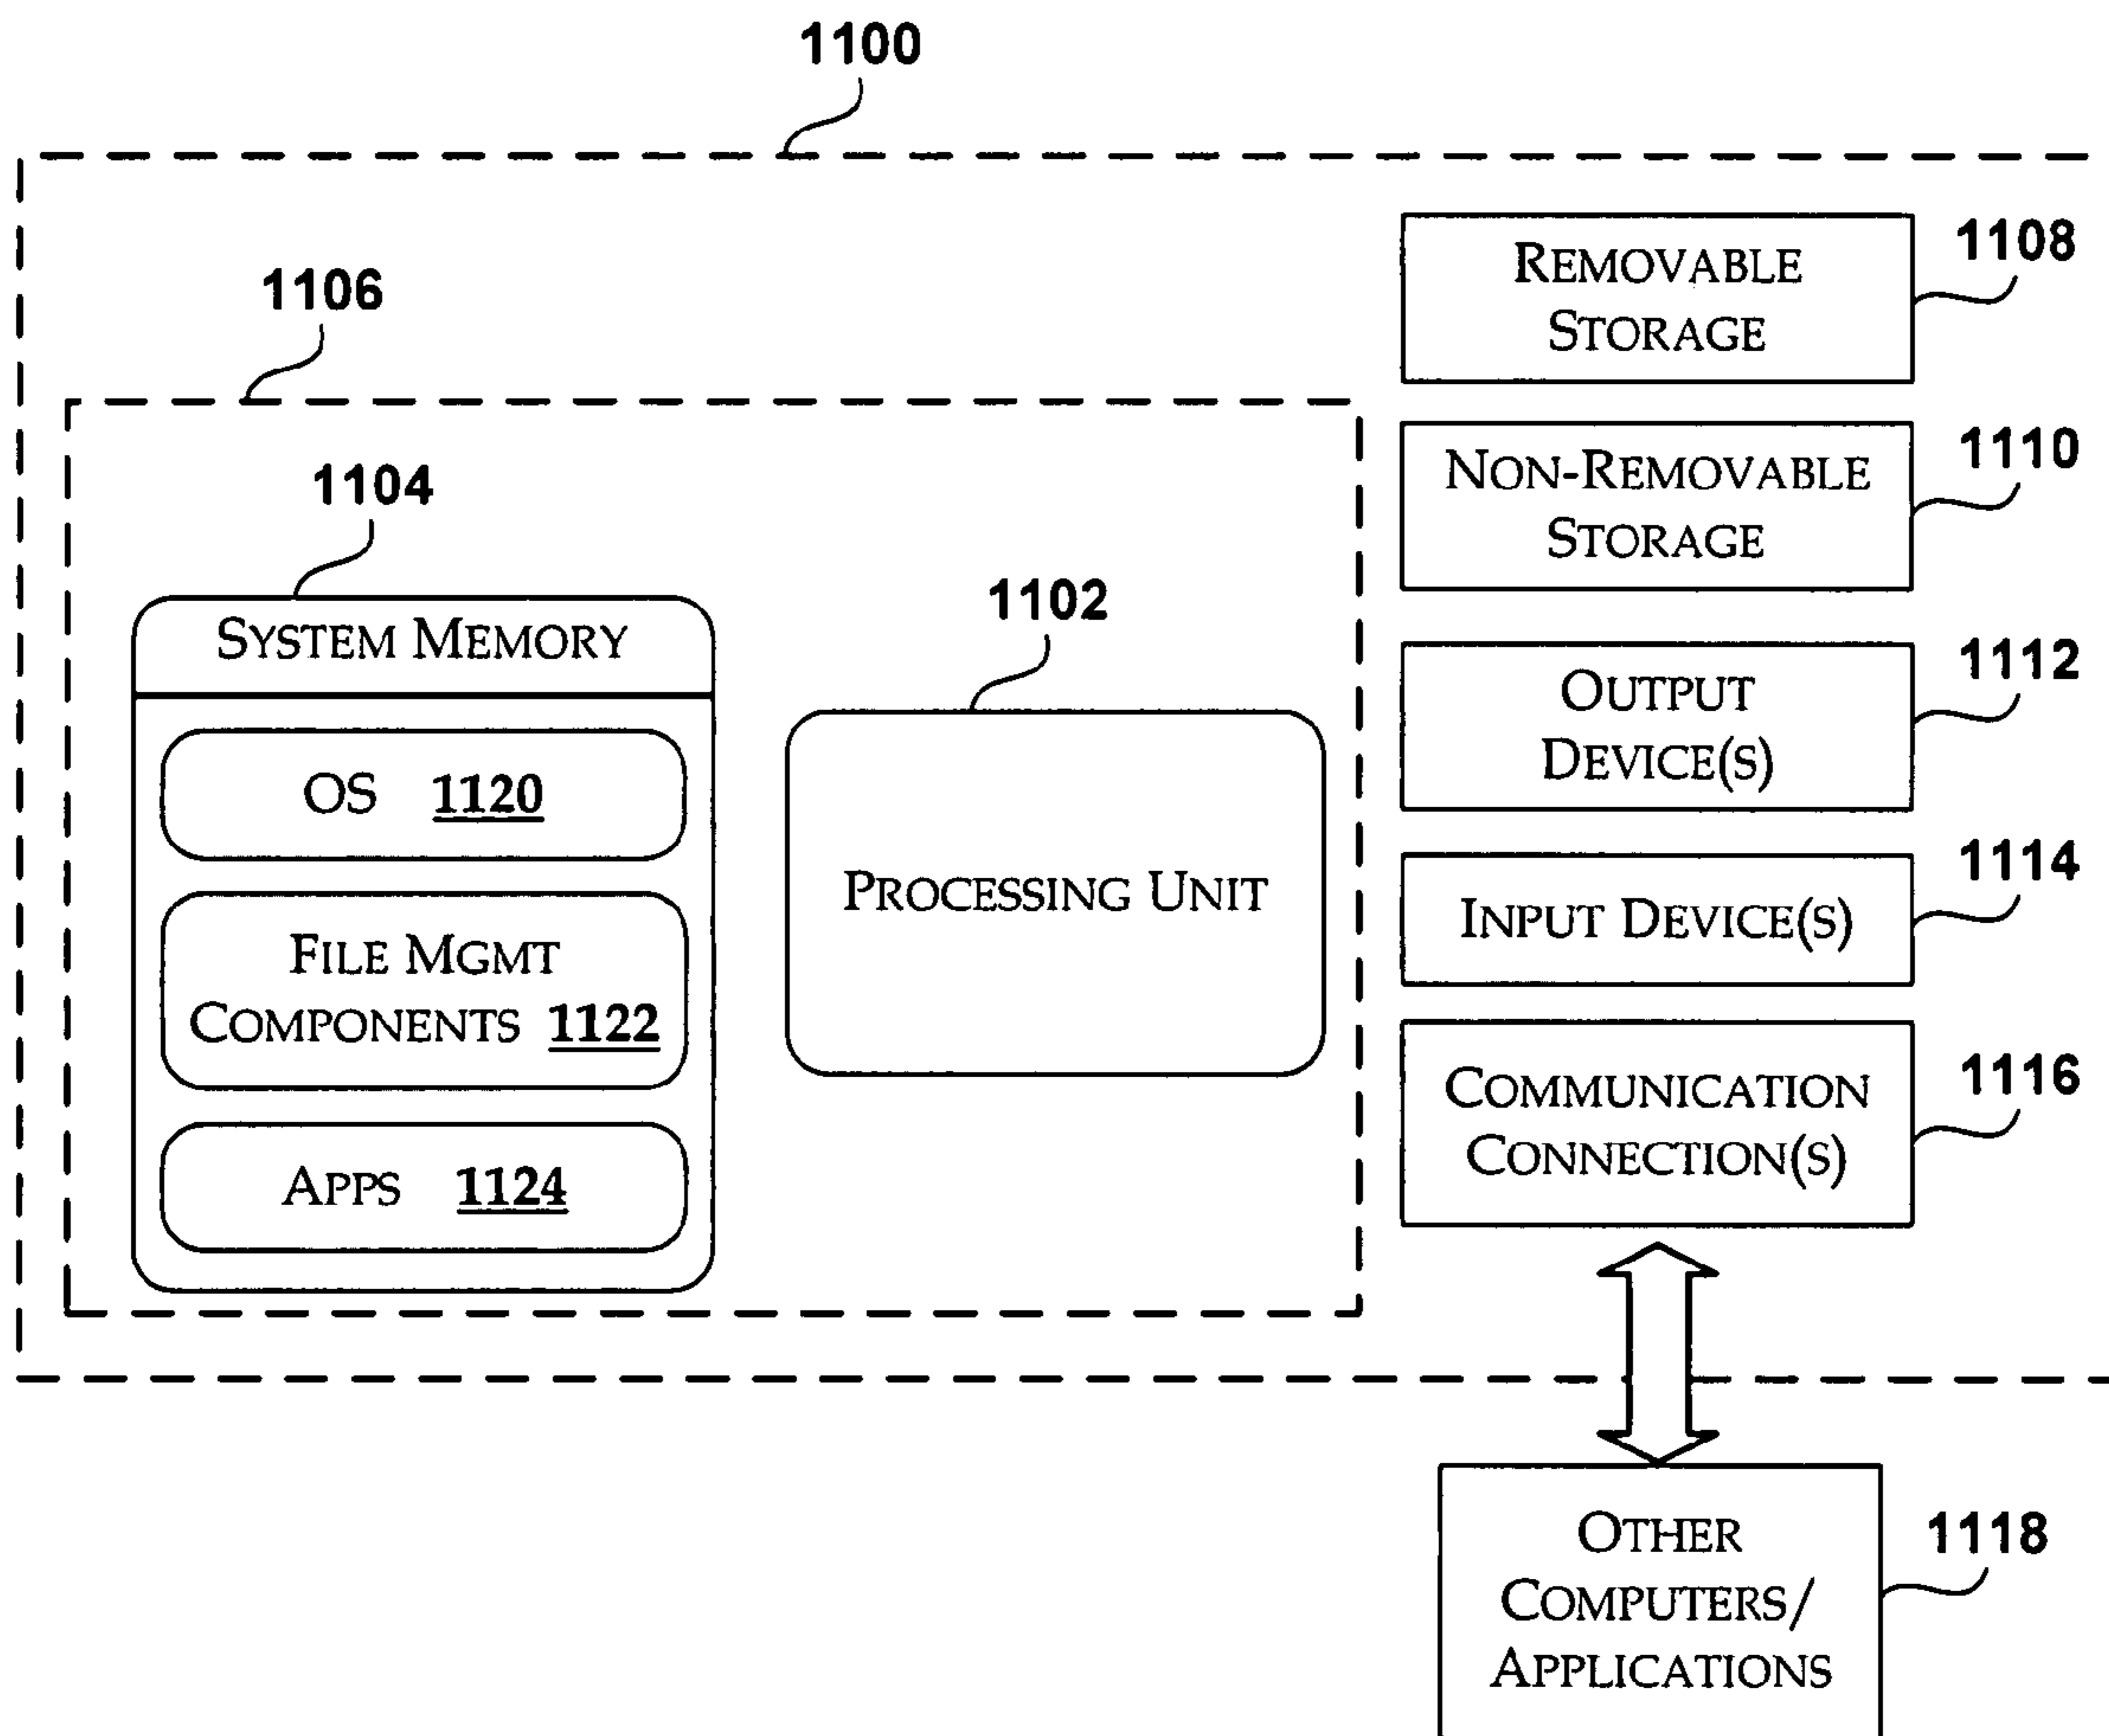 1100
1108
REMOVABLE
STORAGE
1106
1110
NON-REMOVABLE
STORAGE
1104
SYSTEM MEMORY
1102
1112
OUTPUT
DEVICE(S)
OS 1120
PROCESSING UNIT
1114
INPUT DEVICE(S)
FILE MGMT
COMPONENTS 1122
1116
COMMUNICATION
CONNECTION(S)
APPS 1124
OTHER
COMPUTERS/
APPLICATIONS
1118